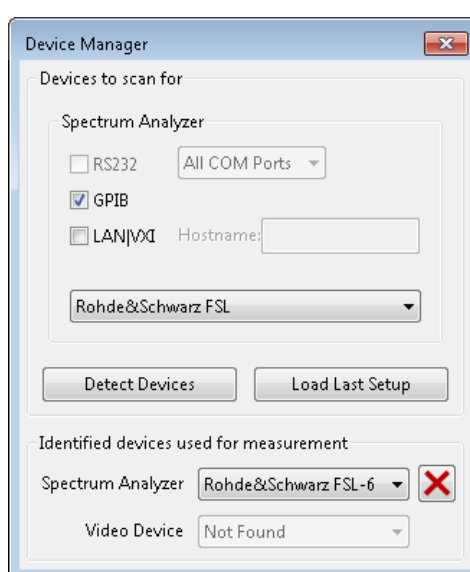 Device Manager
Devices to scan for
Spectrum Analyzer
RS232 All COM Ports
GPIB
LAN|VXI Hostname:
Rohde&Schwarz FSL
Detect Devices Load Last Setup
Identified devices used for measurement
Spectrum Analyzer Rohde&Schwarz FSL-6
Video Device Not Found